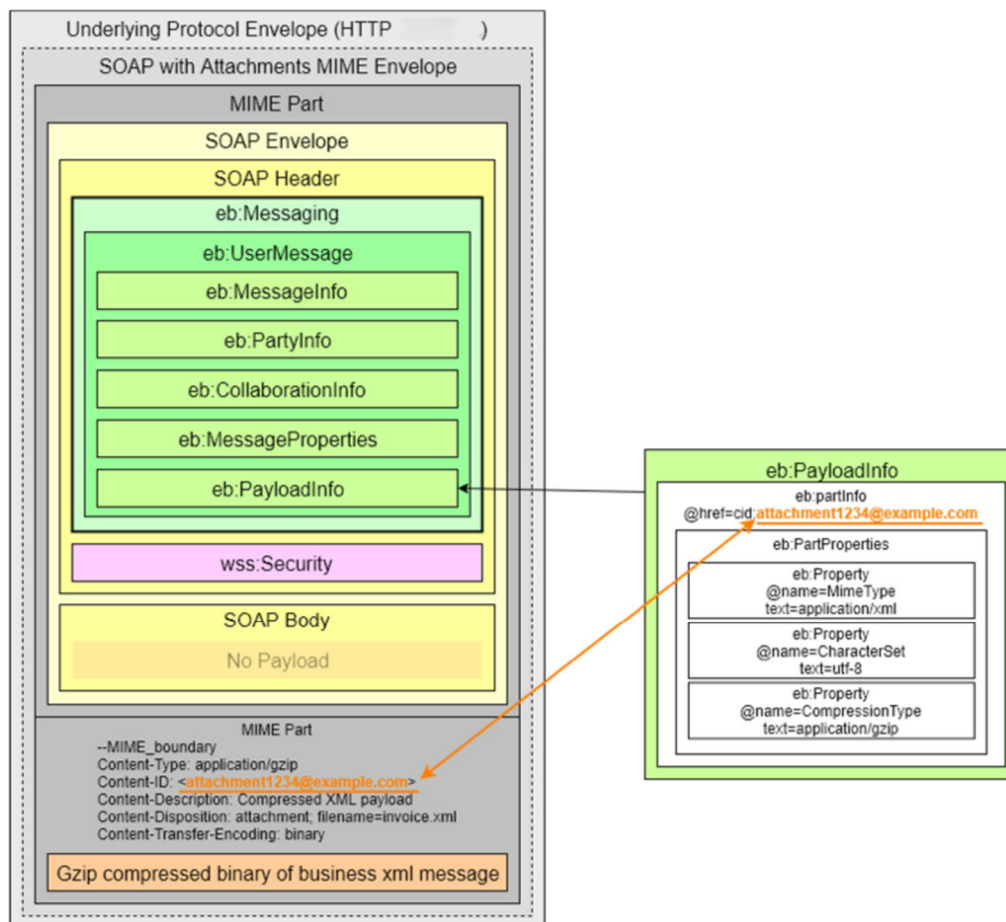 Underlying Protocol Envelope (HTTP .)
SOAP with Attachments MIME Envelope
MIME Part
SOAP Envelope
SOAP Header
eb:Messaging
eb:UserMessage
eb:MessageInfo
eb:PartyInfo
eb:CollaborationInfo
eb:MessageProperties
eb:PayloadInfo
wss:Security
SOAP Body
No Payload
MIME Part
--MIME_boundary
Content-Type: application/gzip
Content-ID: <attachment1234@example.com>
Content-Description: Compressed XML payload
Content-Disposition: attachment; filename=invoice.xml
Content-Transfer-Encoding: binary
Gzip compressed binary of business xml message
eb:PayloadInfo
eb:partInfo
@href=cid:attachment1234@example.com
eb:PartProperties
eb:Property
@name=MimeType
text=application/xml
eb:Property
@name=CharacterSet
text=utf-8
eb:Property
@name=CompressionType
text=application/gzip